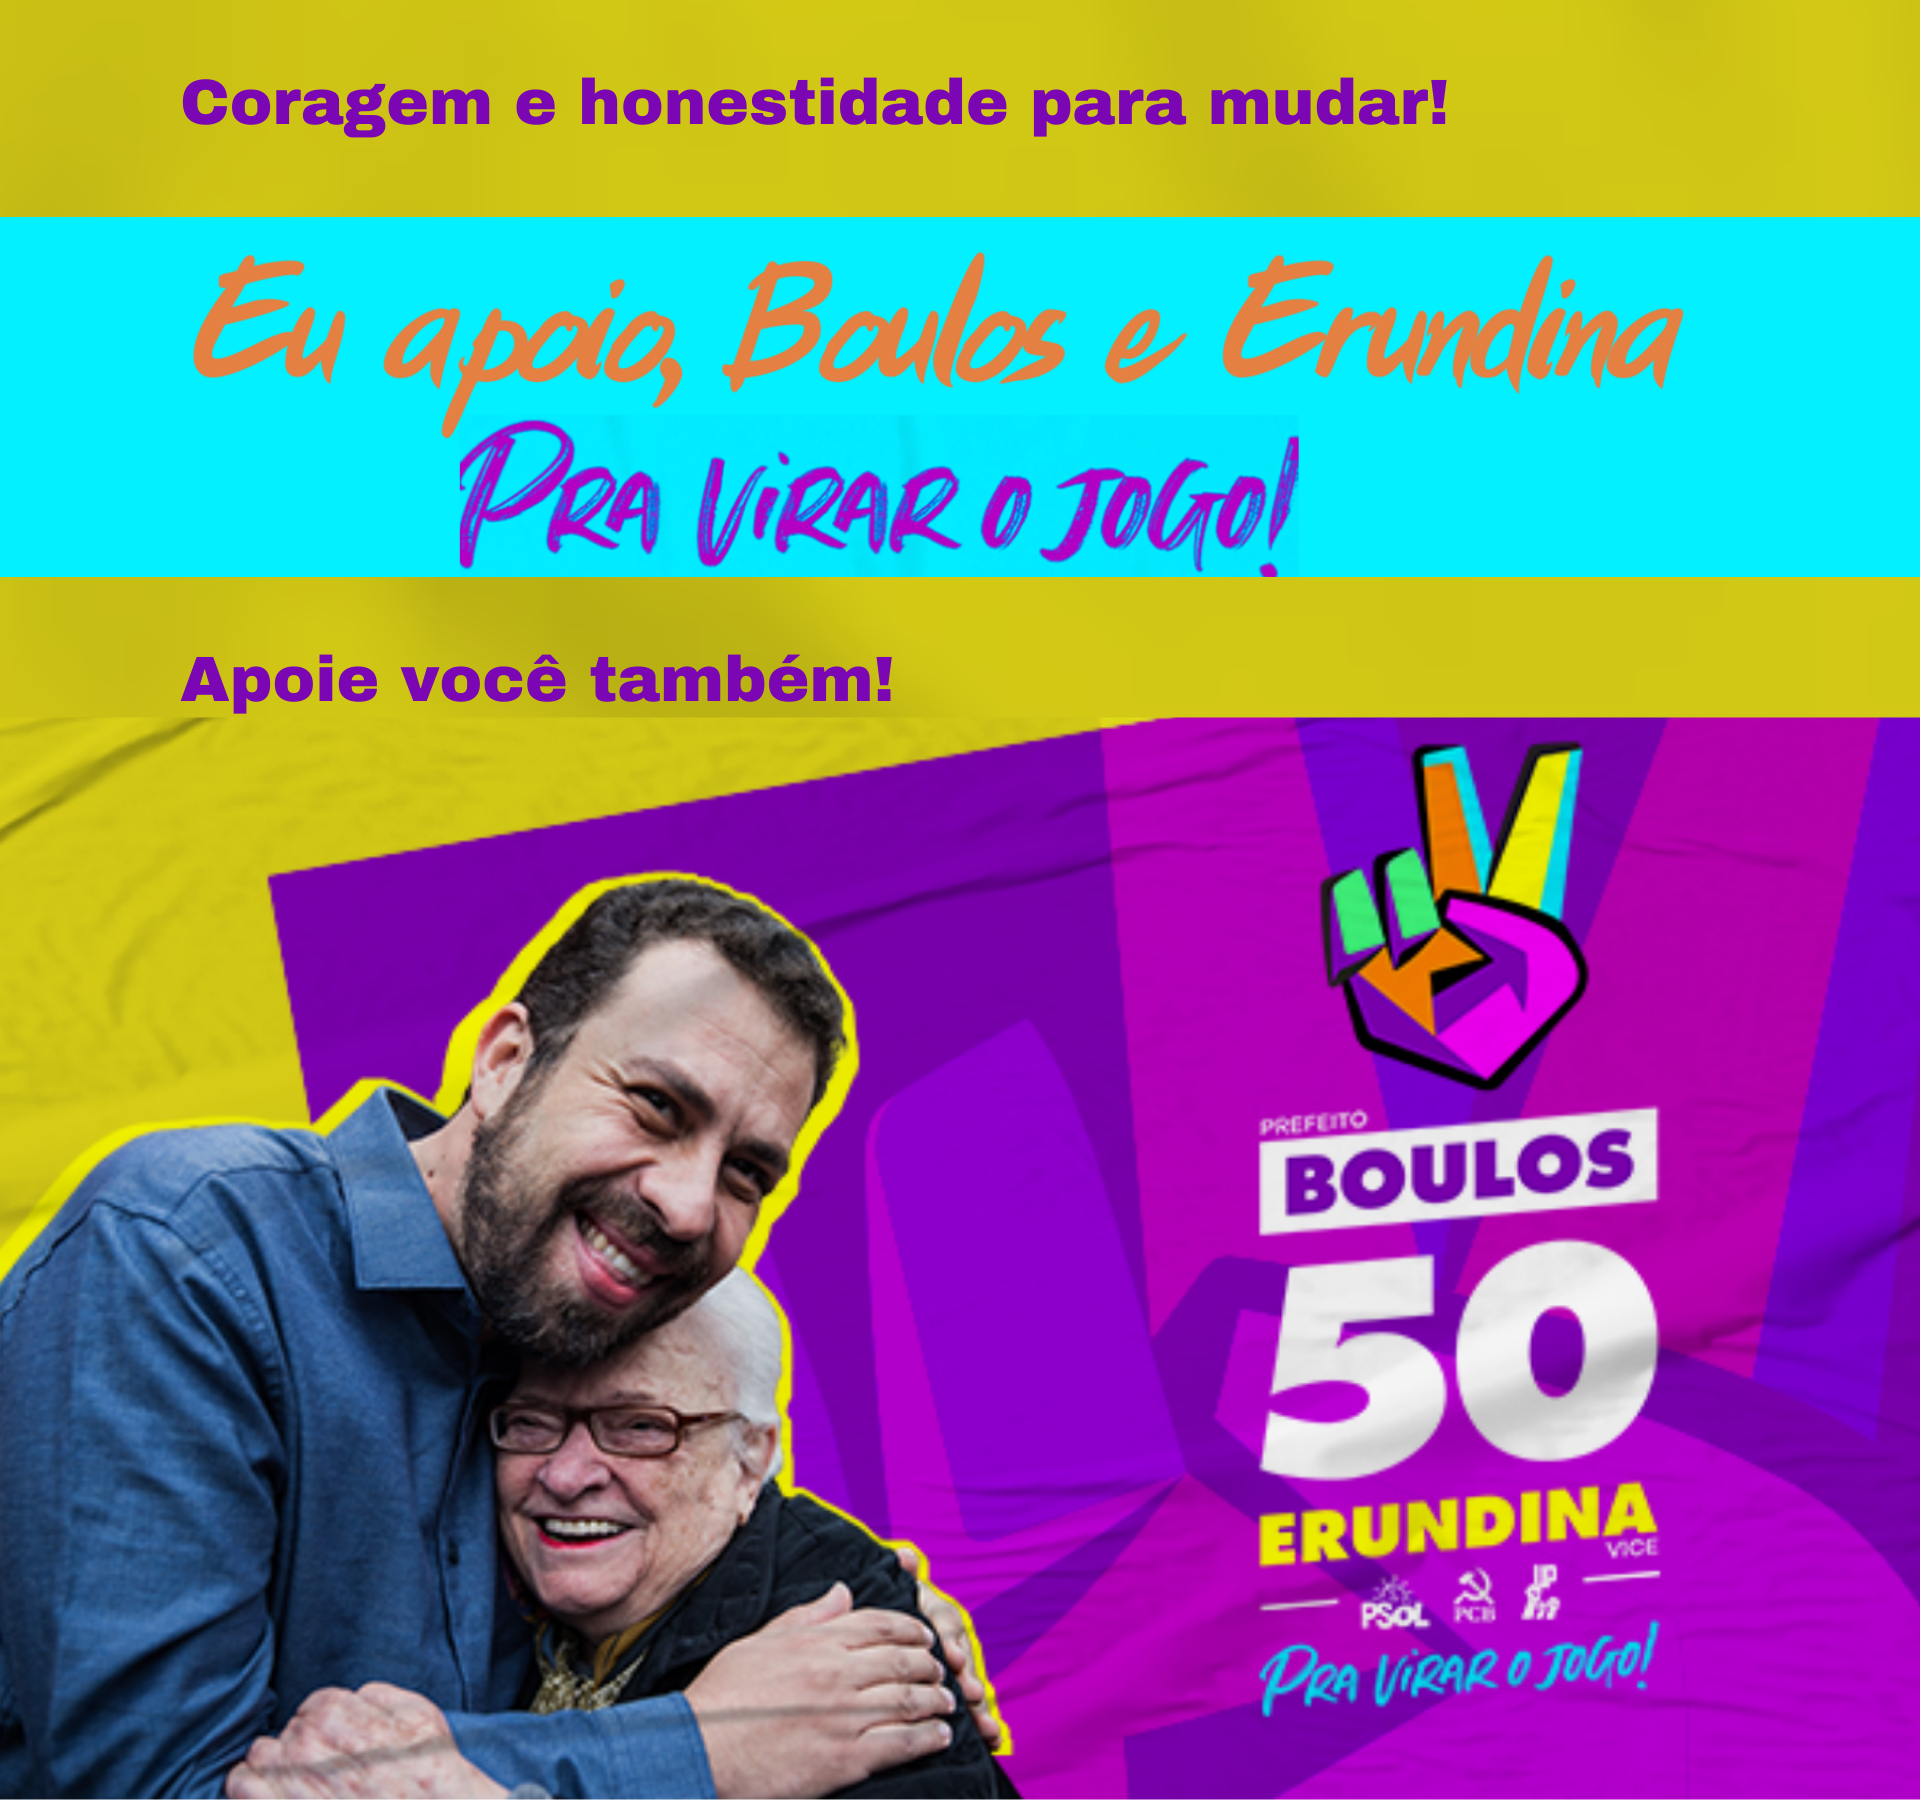 Coragem e honestidade para mudar!
Eu apoio, Boulos e Erundina
PRA ViRAR O JOGO!
Apoie você também!
PREFEITO
BOULOS
50
ERUNDINA
VICE
PSOL PCB UP
PRA ViRAR O JOGO!